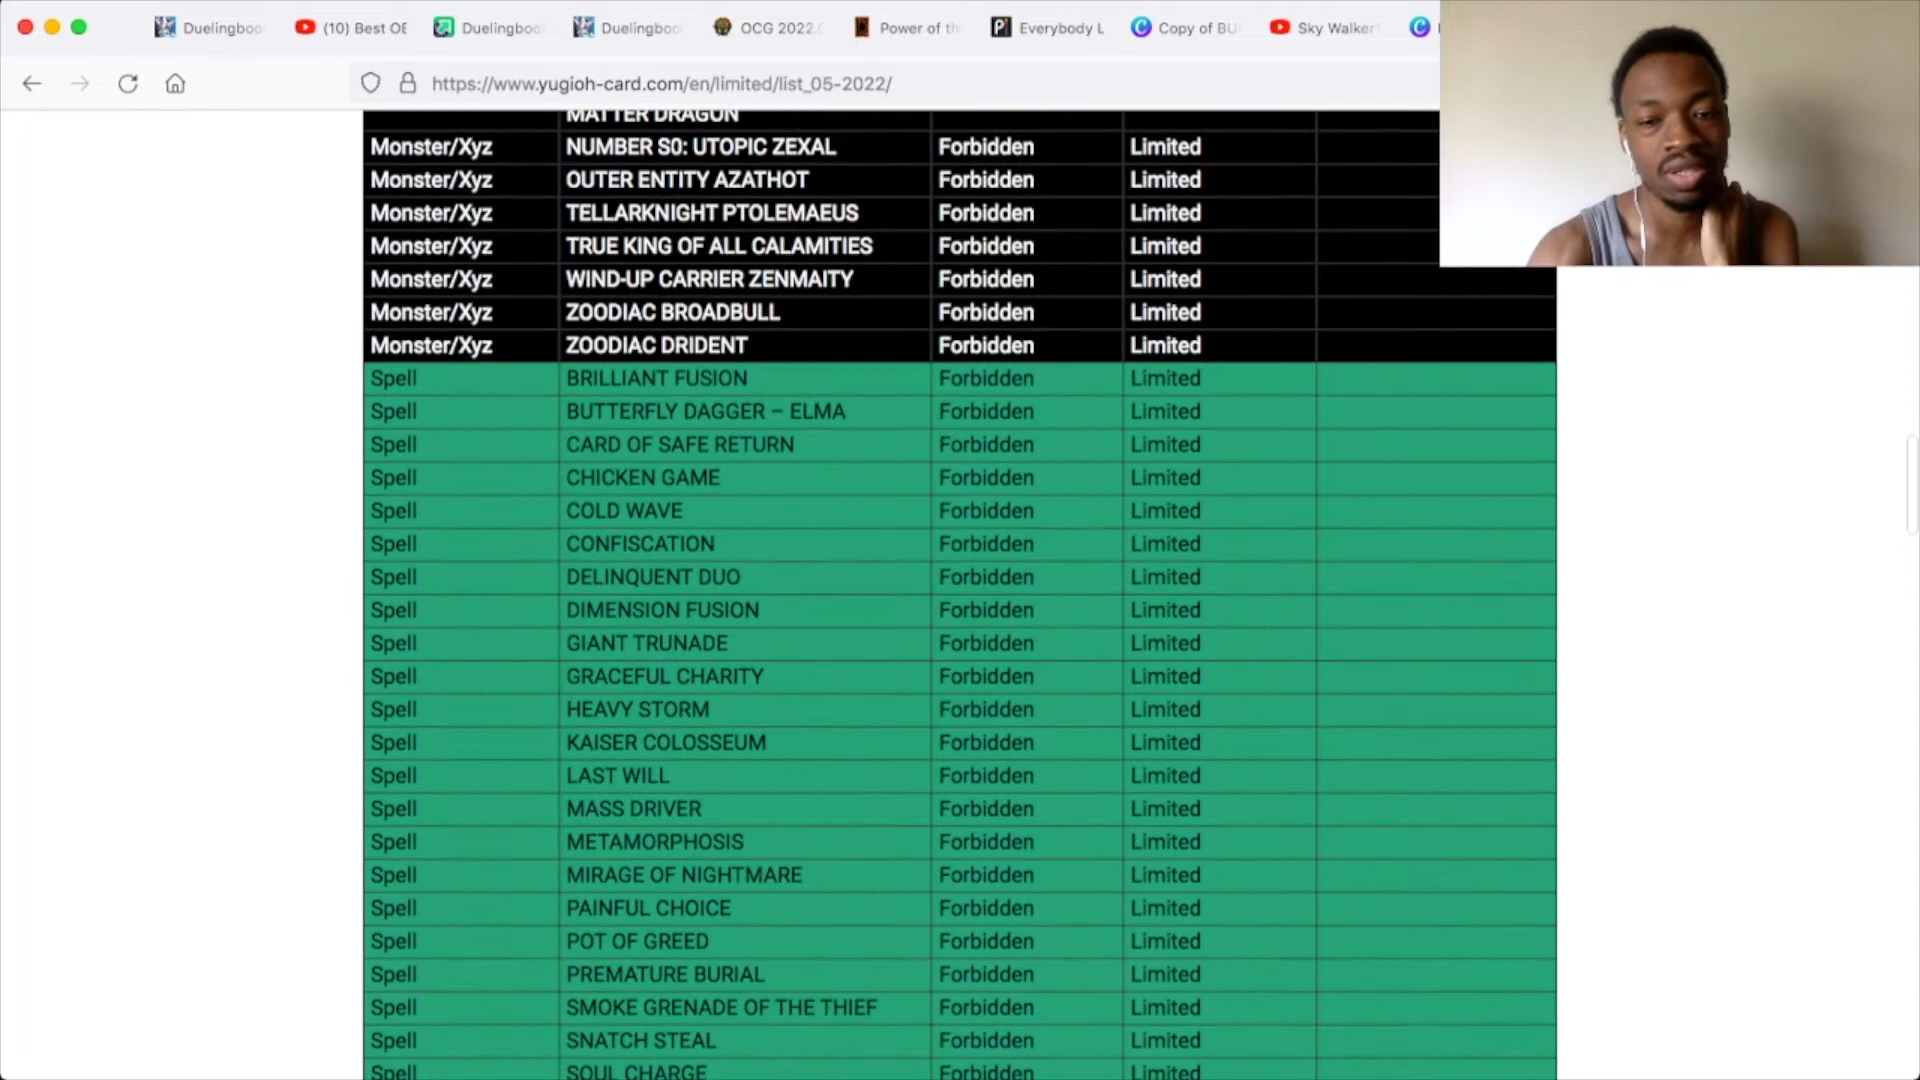 Duelingboo
(10) Best OE
Duelingboo
Duelingboo
OCG 2022.0
Power of th
Everybody L
Copy of BU
Sky Walker
https://www.yugioh-card.com/en/limited/list_05-2022/
MATTER DRAGON
Monster/Xyz NUMBER S0: UTOPIC ZEXAL Forbidden Limited
Monster/Xyz OUTER ENTITY AZATHOT Forbidden Limited
Monster/Xyz TELLARKNIGHT PTOLEMAEUS Forbidden Limited
Monster/Xyz TRUE KING OF ALL CALAMITIES Forbidden Limited
Monster/Xyz WIND-UP CARRIER ZENMAITY Forbidden Limited
Monster/Xyz ZOODIAC BROADBULL Forbidden Limited
Monster/Xyz ZOODIAC DRIDENT Forbidden Limited
Spell BRILLIANT FUSION Forbidden Limited
Spell BUTTERFLY DAGGER – ELMA Forbidden Limited
Spell CARD OF SAFE RETURN Forbidden Limited
Spell CHICKEN GAME Forbidden Limited
Spell COLD WAVE Forbidden Limited
Spell CONFISCATION Forbidden Limited
Spell DELINQUENT DUO Forbidden Limited
Spell DIMENSION FUSION Forbidden Limited
Spell GIANT TRUNADE Forbidden Limited
Spell GRACEFUL CHARITY Forbidden Limited
Spell HEAVY STORM Forbidden Limited
Spell KAISER COLOSSEUM Forbidden Limited
Spell LAST WILL Forbidden Limited
Spell MASS DRIVER Forbidden Limited
Spell METAMORPHOSIS Forbidden Limited
Spell MIRAGE OF NIGHTMARE Forbidden Limited
Spell PAINFUL CHOICE Forbidden Limited
Spell POT OF GREED Forbidden Limited
Spell PREMATURE BURIAL Forbidden Limited
Spell SMOKE GRENADE OF THE THIEF Forbidden Limited
Spell SNATCH STEAL Forbidden Limited
Spell SOUL CHARGE Forbidden Limited